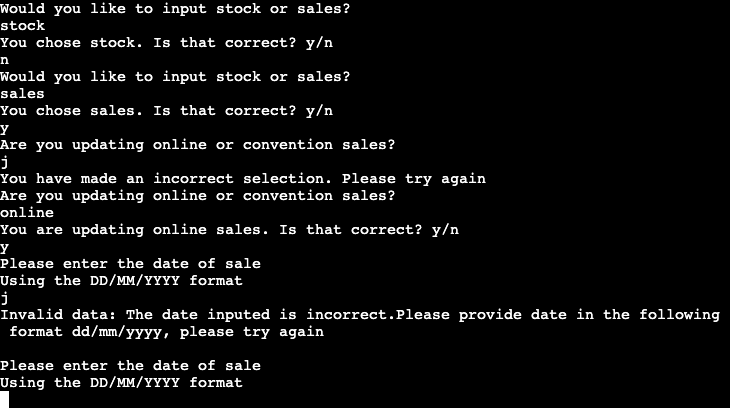 Would you like to input stock or sales?
stock
You chose stock. Is that correct? y/n
n
Would you like to input stock or sales?
sales
You chose sales. Is that correct? y/n
y
Are you updating online or convention sales?
j
You have made an incorrect selection. Please try again
Are you updating online or convention sales?
online
You are updating online sales. Is that correct? y/n
y
Please enter the date of sale
Using the DD/MM/YYYY format
j
Invalid data: The date inputed is incorrect.Please provide date in the following
 format dd/mm/yyyy, please try again

Please enter the date of sale
Using the DD/MM/YYYY format